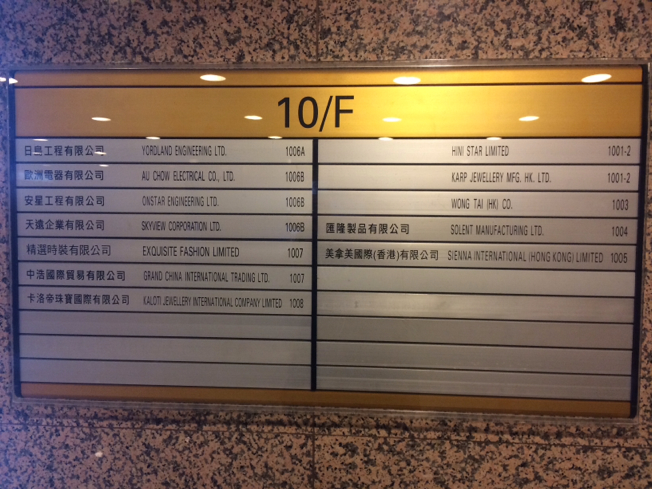 10/F
日島工程有限公司 YORDLAND ENGINEERING LTD. 1006A
歐洲電器有限公司 AU CHOW ELECTRICAL CO., LTD. 1006B
安星工程有限公司 ONSTAR ENGINEERING LTD. 1006B
天遠企業有限公司 SKYVIEW CORPORATION LTD. 1006B
精選時裝有限公司 EXQUISITE FASHION LIMITED 1007
中浩國際貿易有限公司 GRAND CHINA INTERNATIONAL TRADING LTD. 1007
卡洛帝珠寶國際有限公司 KALOTI JEWELLERY INTERNATIONAL COMPANY LIMITED 1008
HINI STAR LIMITED 1001-2
KARP JEWELLERY MFG. HK. LTD. 1001-2
WONG TAI (HK) CO. 1003
匯隆製品有限公司 SOLENT MANUFACTURING LTD. 1004
美拿美國際(香港)有限公司 SIENNA INTERNATIONAL (HONG KONG) LIMITED 1005